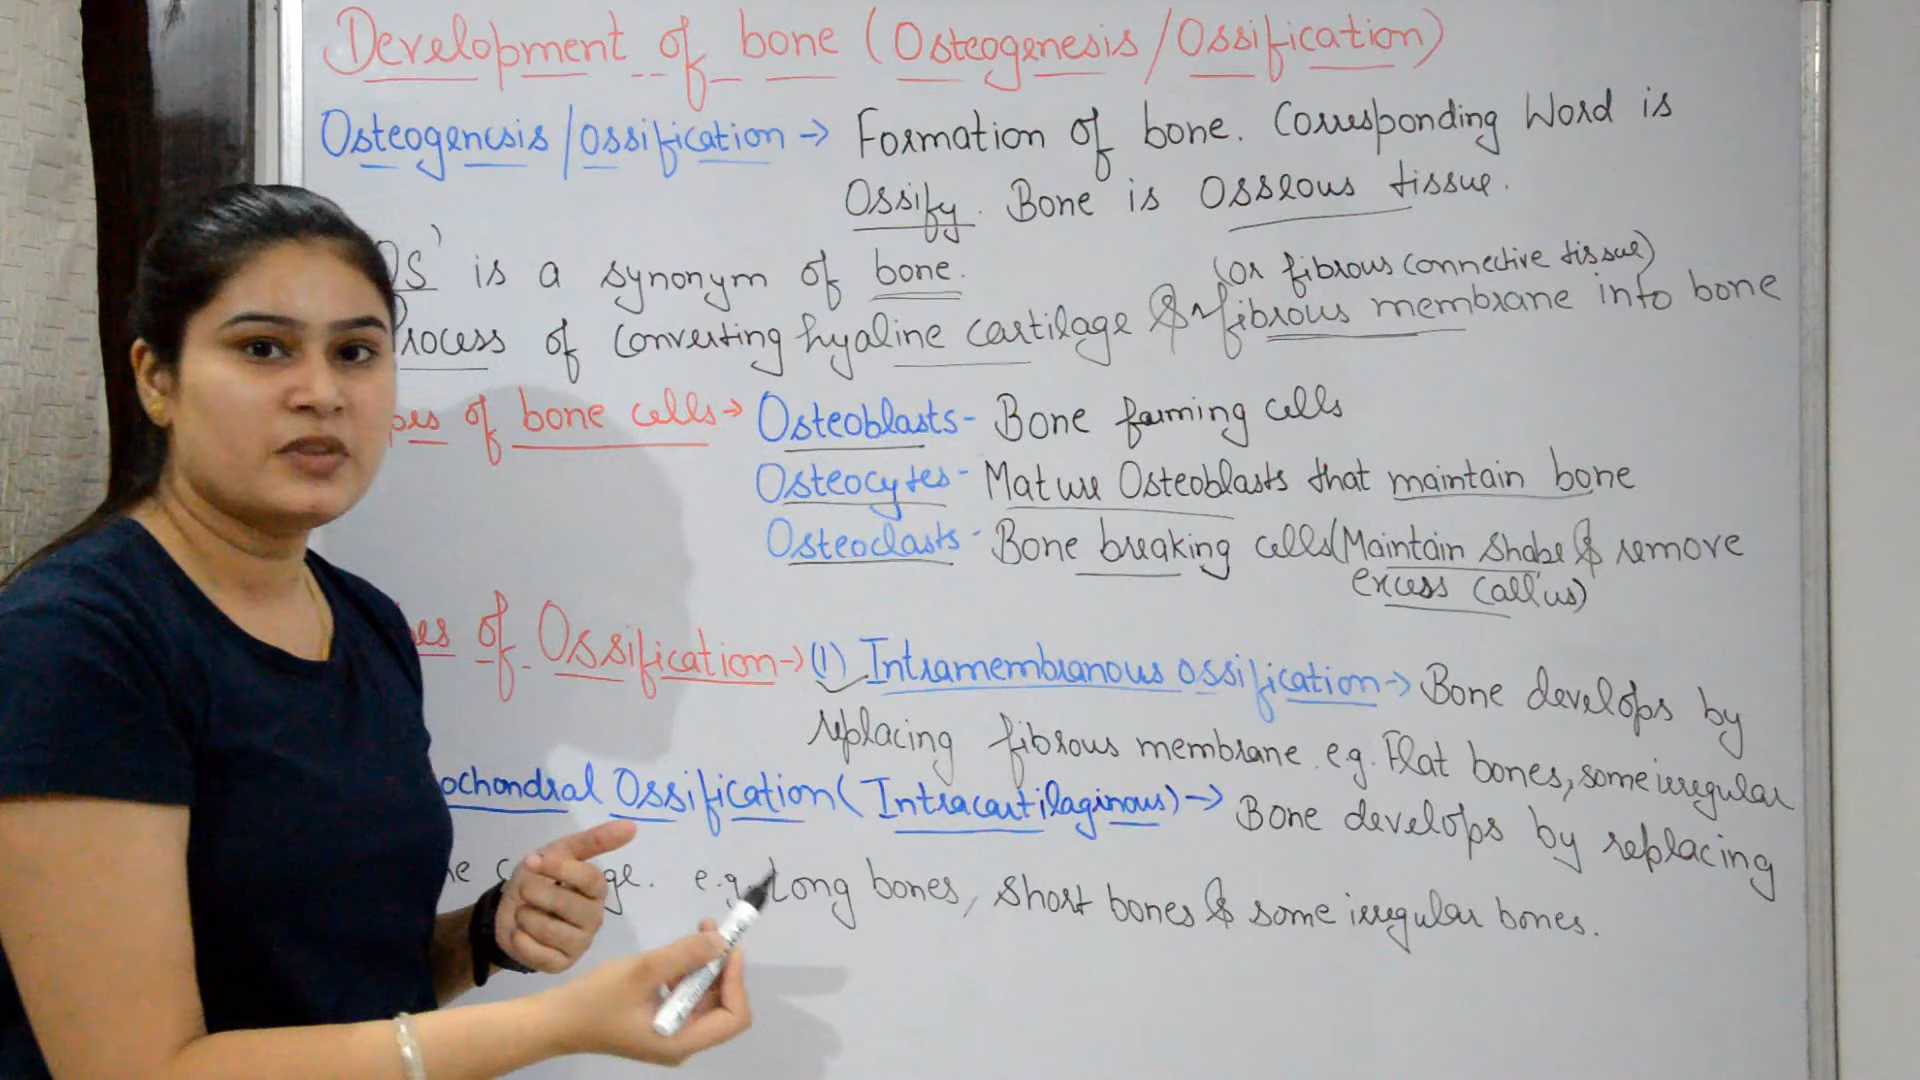 Development of bone (Osteogenesis/Ossification)
Osteogenesis/Ossification → Formation of bone. Corresponding Word is
Ossify. Bone is Osseous tissue.
OS' is a synonym of bone.
(or fibrous connective tissue)
Process of converting hyaline cartilage & fibrous membrane into bone
pes of bone cells → Osteoblasts - Bone forming cells
Osteocytes - Mature Osteoblasts that maintain bone
Osteoclasts - Bone breaking cells (Maintain shape & remove
excess callus)
es of Ossification → (1) Intramembranous ossification → Bone develops by
replacing fibrous membrane. e.g. Flat bones, some irregular
ochondral Ossification (Intracartilaginous) → Bone develops by replacing
ge. e.g. Long bones, short bones & some irregular bones.